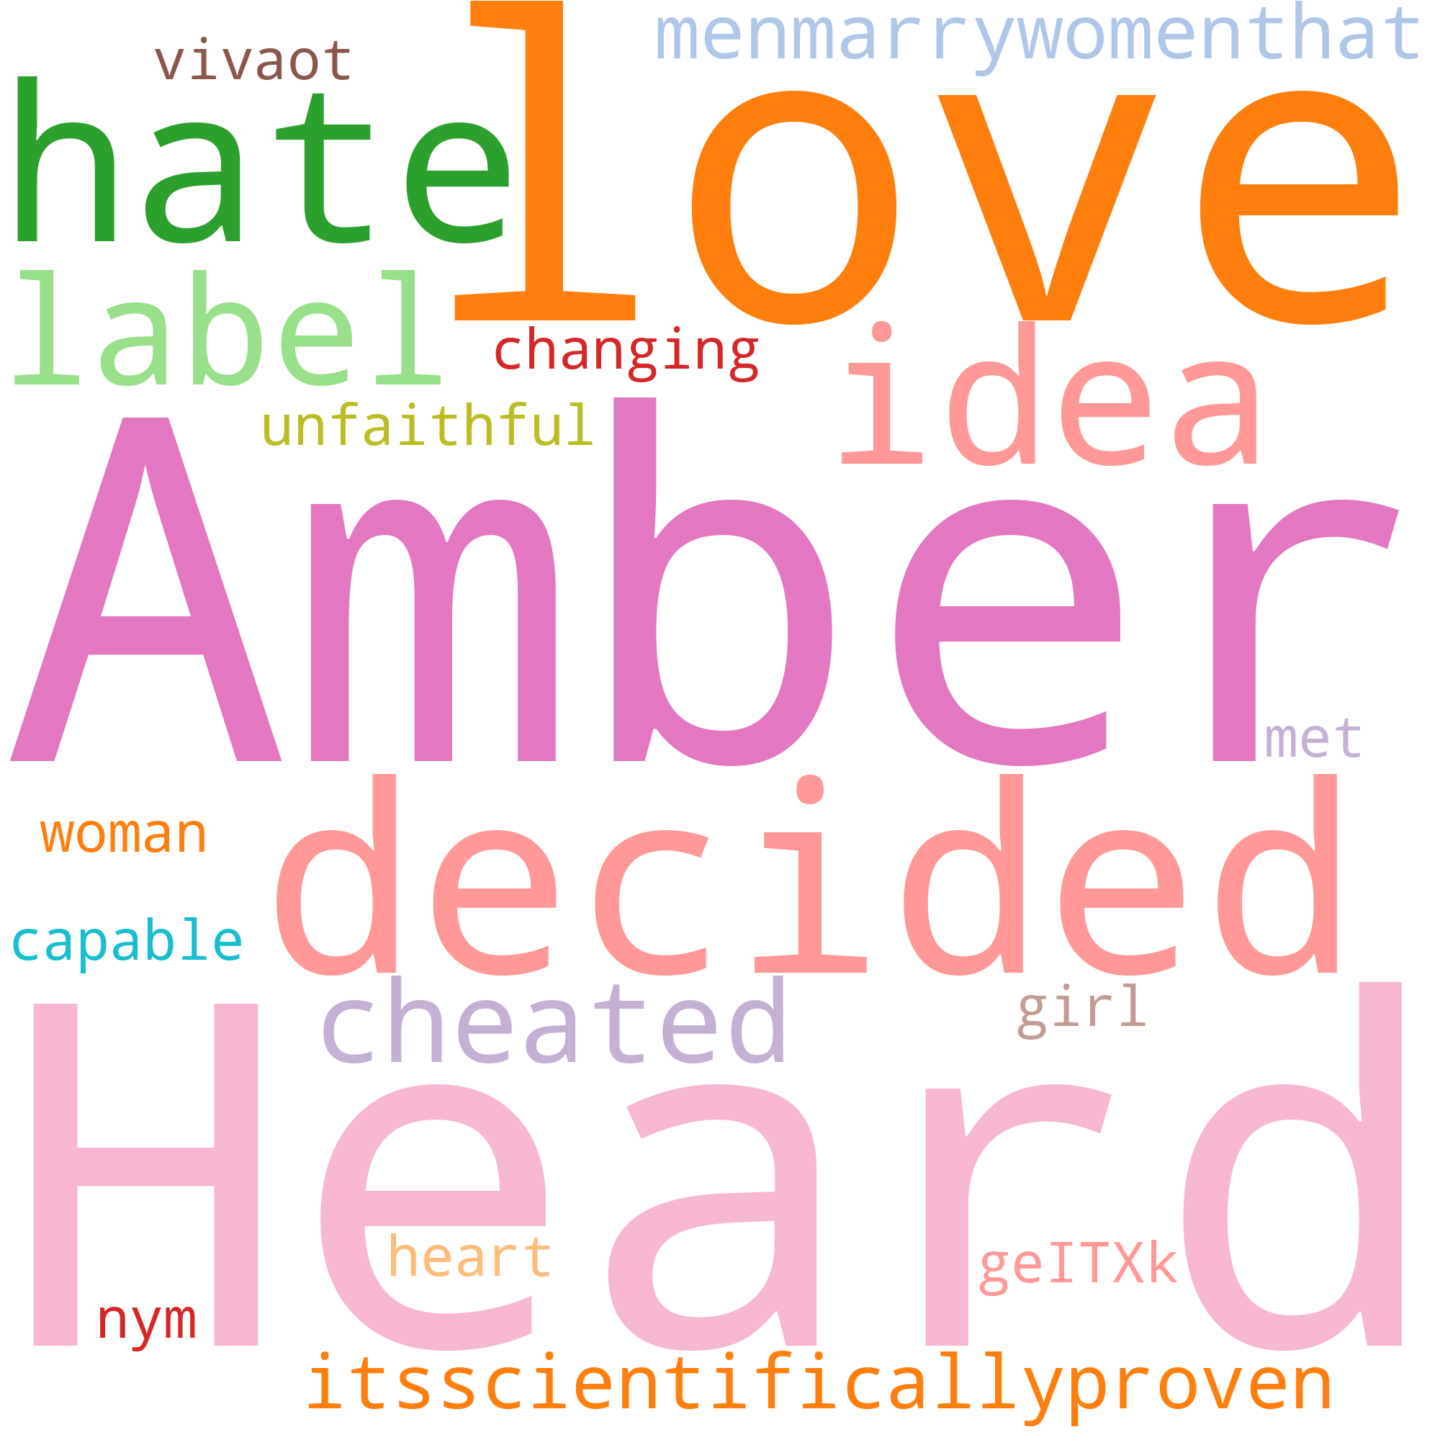 vivaot
menmarrywomenthat
hate
love
label
changing
idea
unfaithful
Amber
met
woman
decided
capable
cheated
girl
Heard
heart
geITXk
nym
itsscientificallyproven